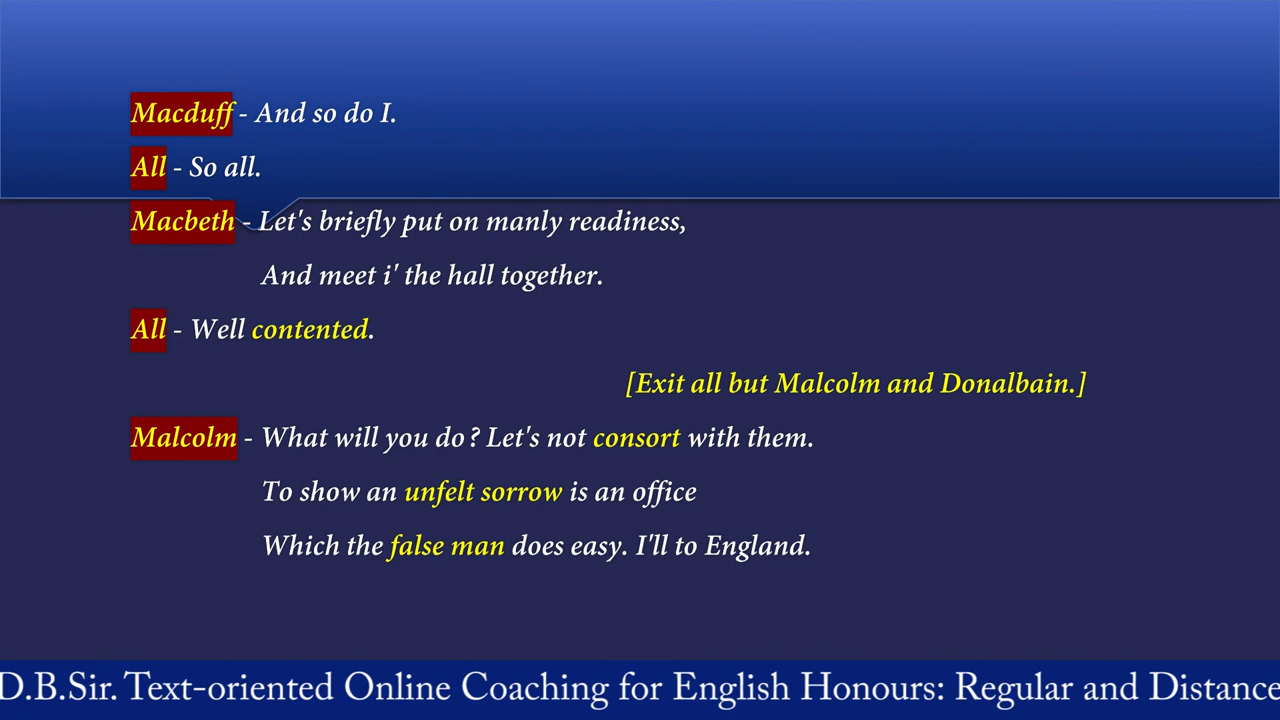 Macduff - And so do I.
All - So all.
Macbeth - Let's briefly put on manly readiness,
And meet i' the hall together.
All - Well contented.
[Exit all but Malcolm and Donalbain.]
Malcolm - What will you do? Let's not consort with them.
To show an unfelt sorrow is an office
Which the false man does easy. I'll to England.
D.B.Sir. Text-oriented Online Coaching for English Honours: Regular and Distance